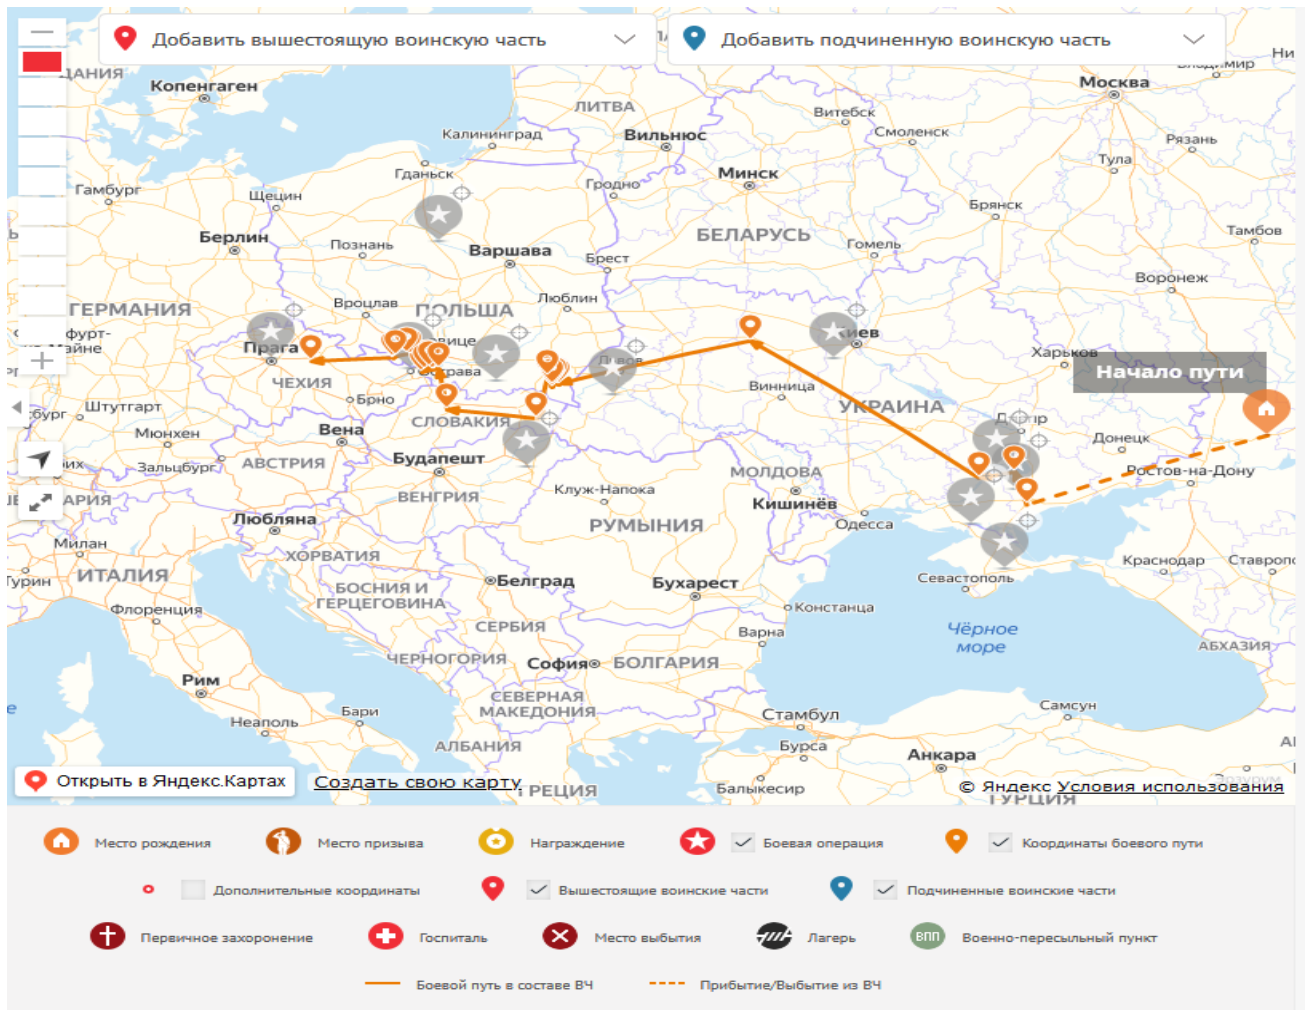 Добавить вышестоящую воинскую часть
Добавить подчиненную воинскую часть
Владимир
Москва
Копенгаген
ЛИТВА
Витебск
Калининград
Вильнюс
Смоленск
Рязань
Тула
Гданьск
Минск
Гамбург
Щецин
Гродно
Брянск
Берлин
Познань
Варшава
БЕЛАРУСЬ
Гомель
Тамбов
Брест
Воронеж
ГЕРМАНИЯ
Вроцлав
ПОЛЬША
Люблин
Прага
Харьков
Начало пути
ЧЕХИЯ
Винница
Штутгарт
Брно
УКРАИНА
Мюнхен
Вена
СЛОВАКИЯ
Донецк
Зальцбург
АВСТРИЯ
Будапешт
МОЛДОВА
Ростов-на-Дону
ВЕНГРИЯ
Клуж-Напока
Кишинёв
Любляна
РУМЫНИЯ
Одесса
Милан
ХОРВАТИЯ
Краснодар
Ставропо
Турин
ИТАЛИЯ
БОСНИЯ И
ГЕРЦЕГОВИНА
Белград
Бухарест
Севастополь
Флоренция
Констанца
СЕРБИЯ
Варна
Чёрное
море
АБХАЗИЯ
ЧЕРНОГОРИЯ
София
БОЛГАРИЯ
Рим
СЕВЕРНАЯ
МАКЕДОНИЯ
Неаполь
Бари
Стамбул
Самсун
АЛБАНИЯ
Бурса
Анкара
Открыть в Яндекс.Картах
Создать свою карту
ГРЕЦИЯ
Балыкесир
© Яндекс Условия использования
ТУРЦИЯ
Место рождения
Место призыва
Награждение
Боевая операция
Координаты боевого пути
Дополнительные координаты
Вышестоящие воинские части
Подчиненные воинские части
Первичное захоронение
Госпиталь
Место выбытия
Лагерь
ВПП
Военно-пересыльный пункт
Боевой путь в составе ВЧ
Прибытие/Выбытие из ВЧ